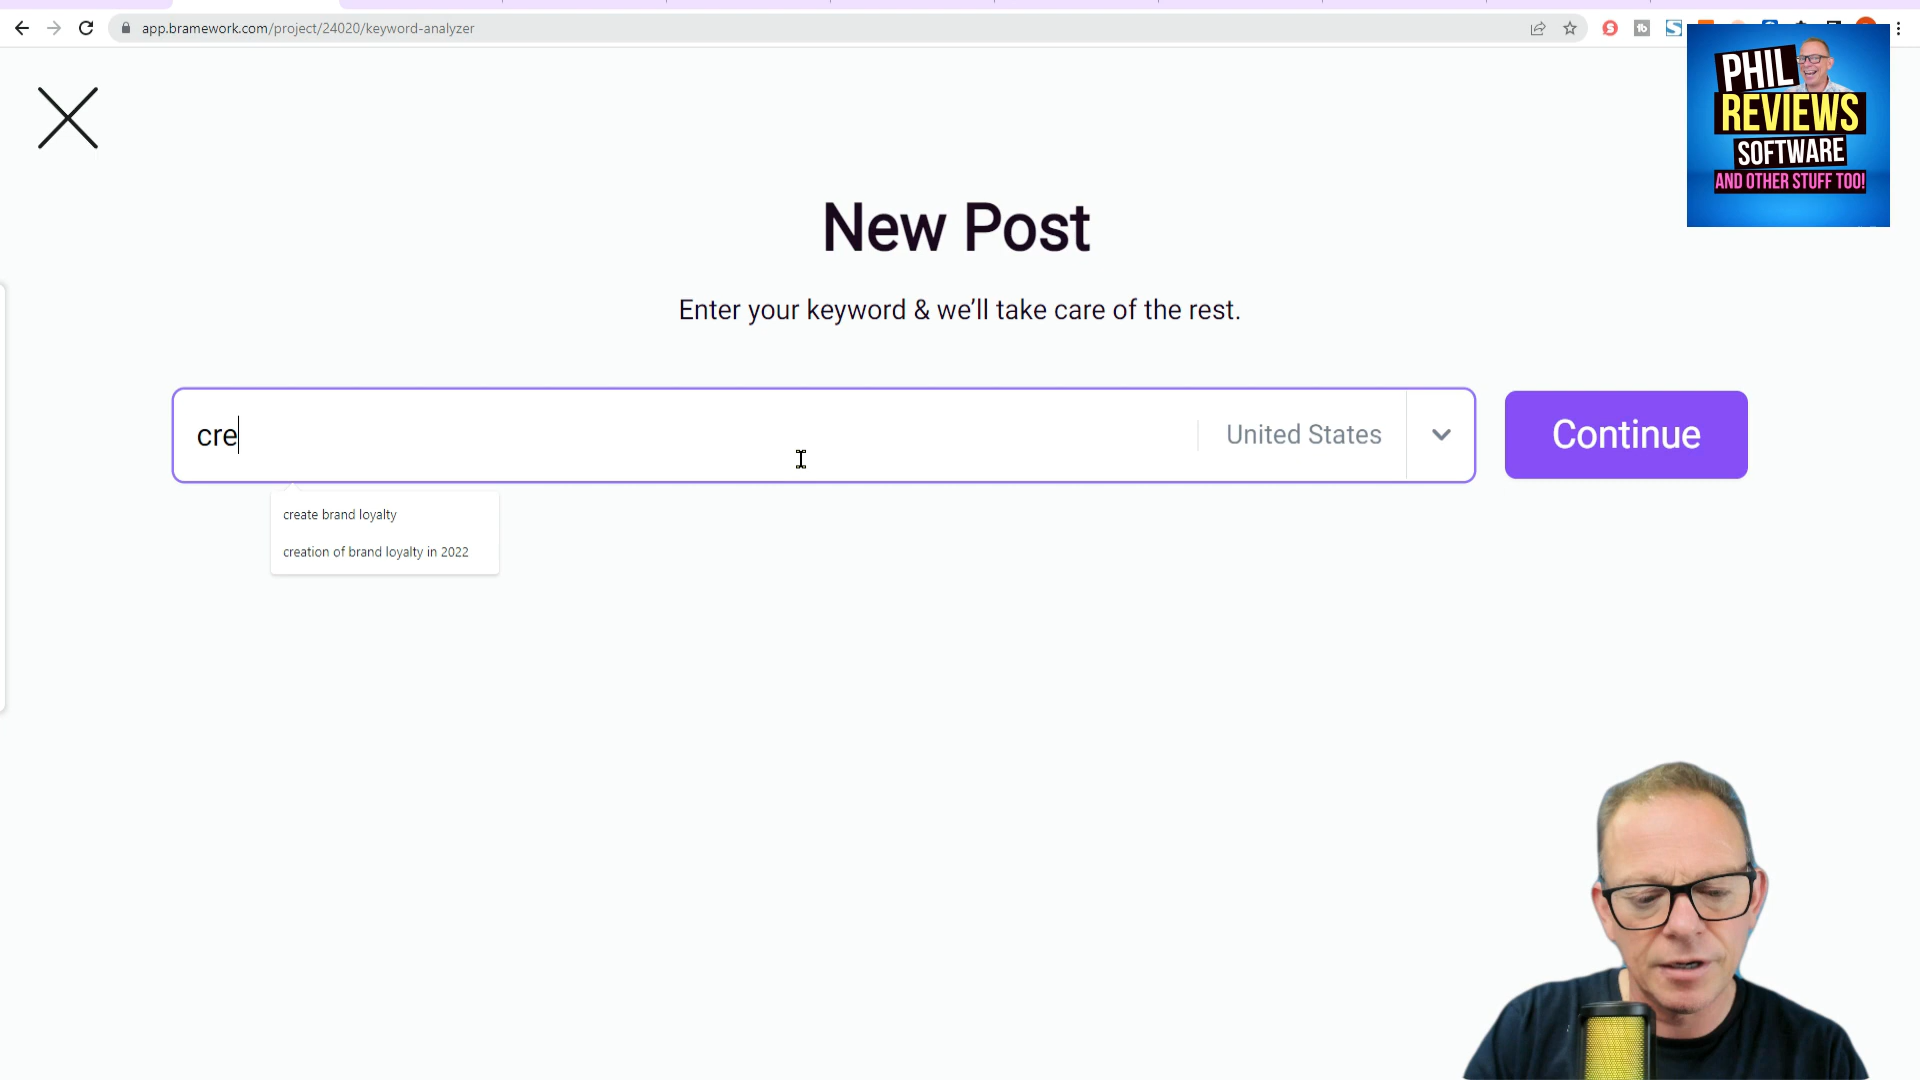 app.bramework.com/project/24020/keyword-analyzer
PHIL
REVIEWS
SOFTWARE
AND OTHER STUFF TOO!
New Post
Enter your keyword & we'll take care of the rest.
cre
United States
Continue
create brand loyalty
creation of brand loyalty in 2022